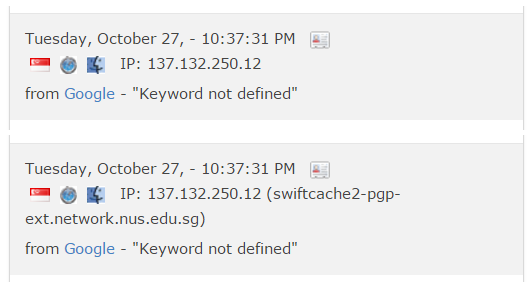 Tuesday, October 27, - 10:37:31 PM
IP: 137.132.250.12
from Google - "Keyword not defined"
Tuesday, October 27, - 10:37:31 PM
IP: 137.132.250.12 (swiftcache2-pgp-
ext.network.nus.edu.sg)
from Google - "Keyword not defined"